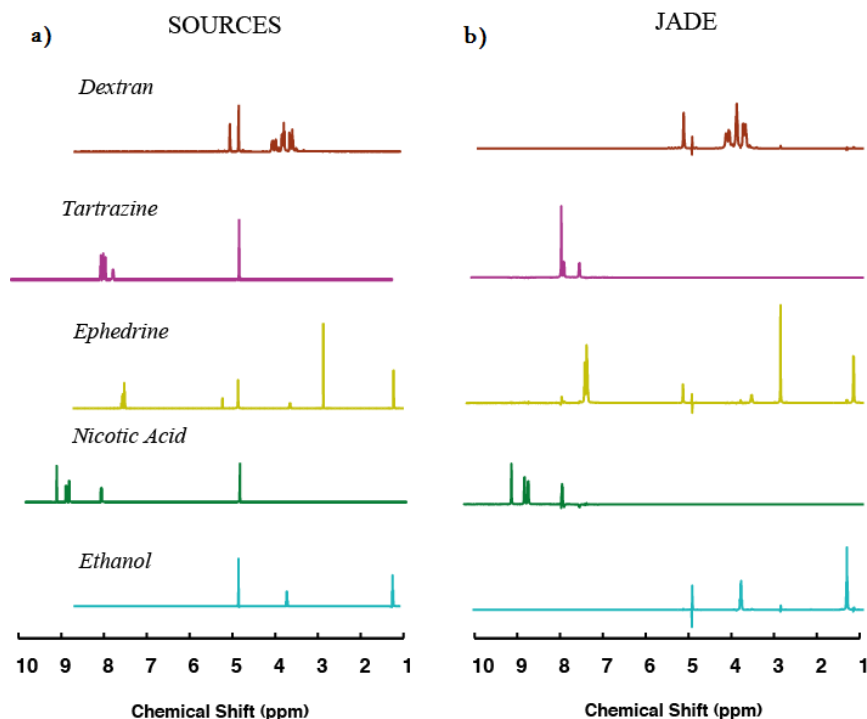 a) SOURCES
b) JADE
Dextran
Tartrazine
Ephedrine
Nicotic Acid
Ethanol
10 9 8 7 6 5 4 3 2 1
10 9 8 7 6 5 4 3 2 1
Chemical Shift (ppm)
Chemical Shift (ppm)